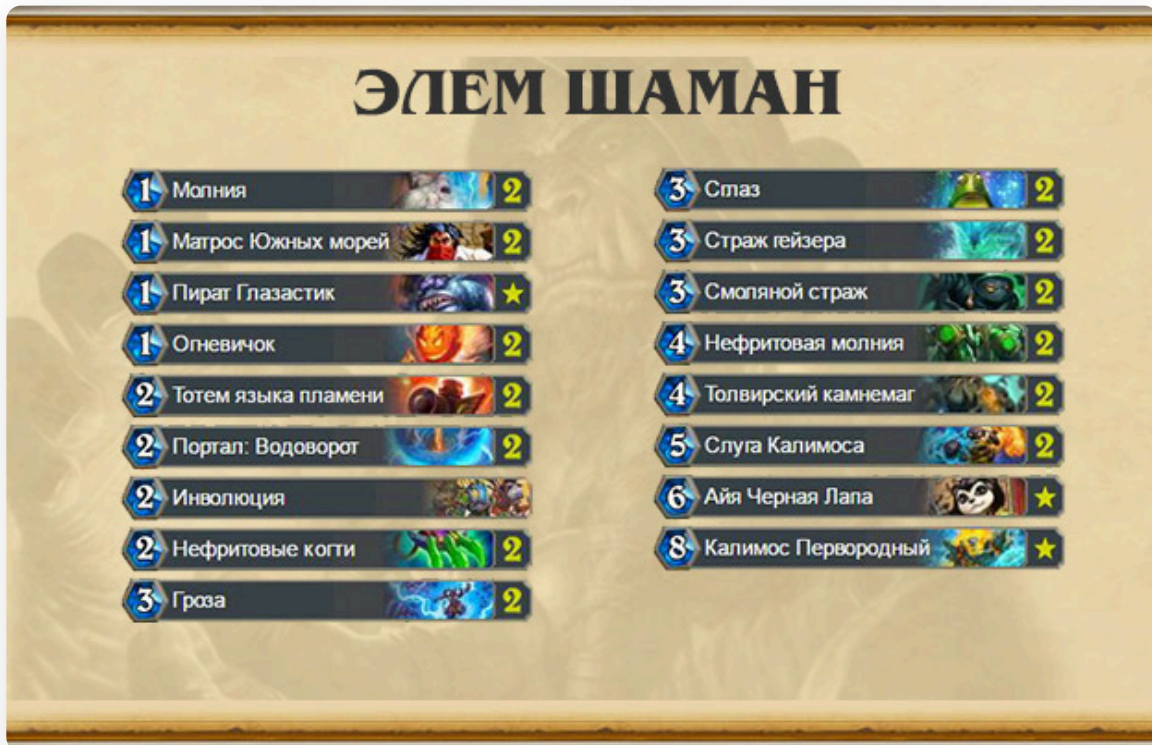 ЭЛЕМ ШАМАН
1 Молния 2
1 Матрос Южных морей 2
1 Пират Глазастик ★
1 Огневичок 2
2 Тотем языка пламени 2
2 Портал: Водоворот 2
2 Инволюция
2 Нефритовые когти 2
3 Гроза 2
3 Сглаз 2
3 Страж гейзера 2
3 Смоляной страж 2
4 Нефритовая молния 2
4 Толвирский камнемаг 2
5 Слуга Калимоса 2
6 Айя Черная Лапа ★
8 Калимос Первородный ★